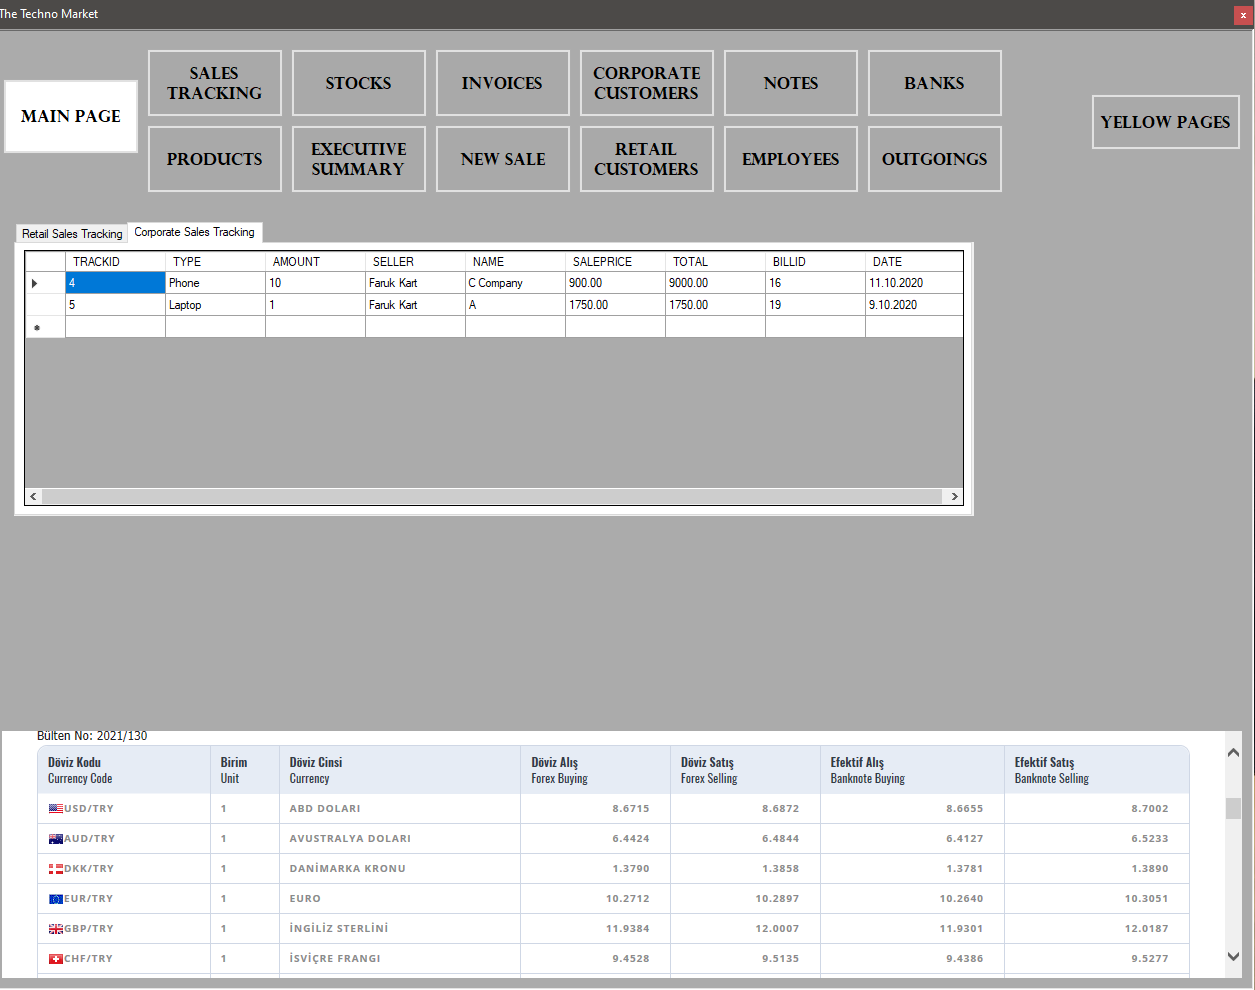 The Techno Market
x
MAIN PAGE
SALES
TRACKING
STOCKS
INVOICES
CORPORATE
CUSTOMERS
NOTES
BANKS
YELLOW PAGES
PRODUCTS
EXECUTIVE
SUMMARY
NEW SALE
RETAIL
CUSTOMERS
EMPLOYEES
OUTGOINGS
Retail Sales Tracking Corporate Sales Tracking
TRACKID TYPE AMOUNT SELLER NAME SALEPRICE TOTAL BILLID DATE
4 Phone 10 Faruk Kart C Company 900.00 9000.00 16 11.10.2020
5 Laptop 1 Faruk Kart A 1750.00 1750.00 19 9.10.2020
Bülten No: 2021/130
Döviz Kodu Birim Döviz Cinsi Döviz Alış Döviz Satış Efektif Alış Efektif Satış
Currency Code Unit Currency Forex Buying Forex Selling Banknote Buying Banknote Selling
USD/TRY 1 ABD DOLARI 8.6715 8.6872 8.6655 8.7002
AUD/TRY 1 AVUSTRALYA DOLARI 6.4424 6.4844 6.4127 6.5233
DKK/TRY 1 DANİMARKA KRONU 1.3790 1.3858 1.3781 1.3890
EUR/TRY 1 EURO 10.2712 10.2897 10.2640 10.3051
GBP/TRY 1 İNGİLİZ STERLİNİ 11.9384 12.0007 11.9301 12.0187
CHF/TRY 1 İSVİÇRE FRANGI 9.4528 9.5135 9.4386 9.5277